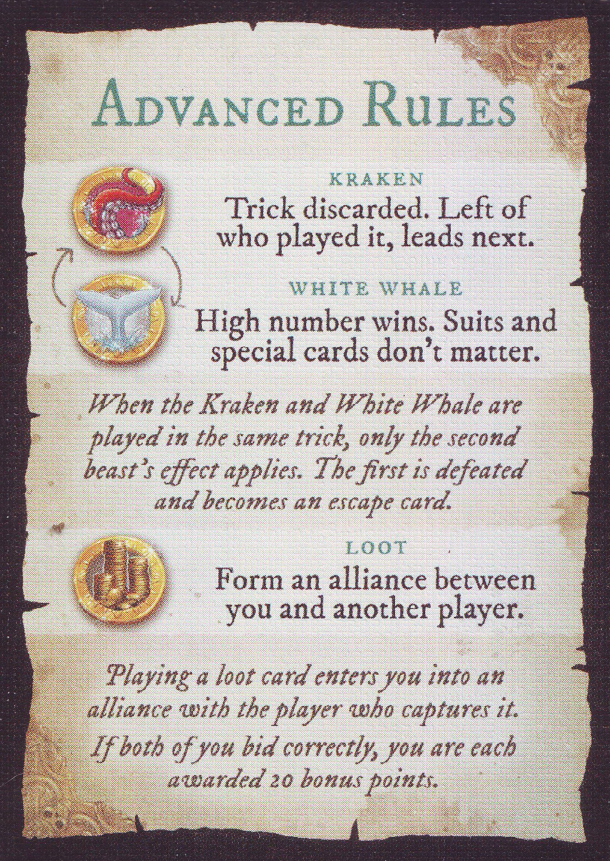 Advanced Rules
KRAKEN
Trick discarded. Left of
who played it, leads next.
WHITE WHALE
High number wins. Suits and
special cards don't matter.
When the Kraken and White Whale are
played in the same trick, only the second
beast's effect applies. The first is defeated
and becomes an escape card.
LOOT
Form an alliance between
you and another player.
Playing a loot card enters you into an
alliance with the player who captures it.
If both of you bid correctly, you are each
awarded 20 bonus points.